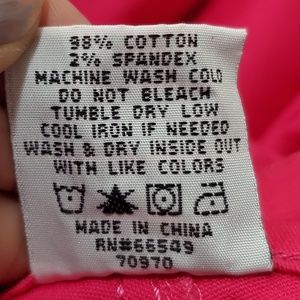 98% COTTON
2% SPANDEX
MACHINE WASH COLD
DO NOT BLEACH
TUMBLE DRY LOW
COOL IRON IF NEEDED
WASH & DRY INSIDE OUT
WITH LIKE COLORS
MADE IN CHINA
RN#66549
70970